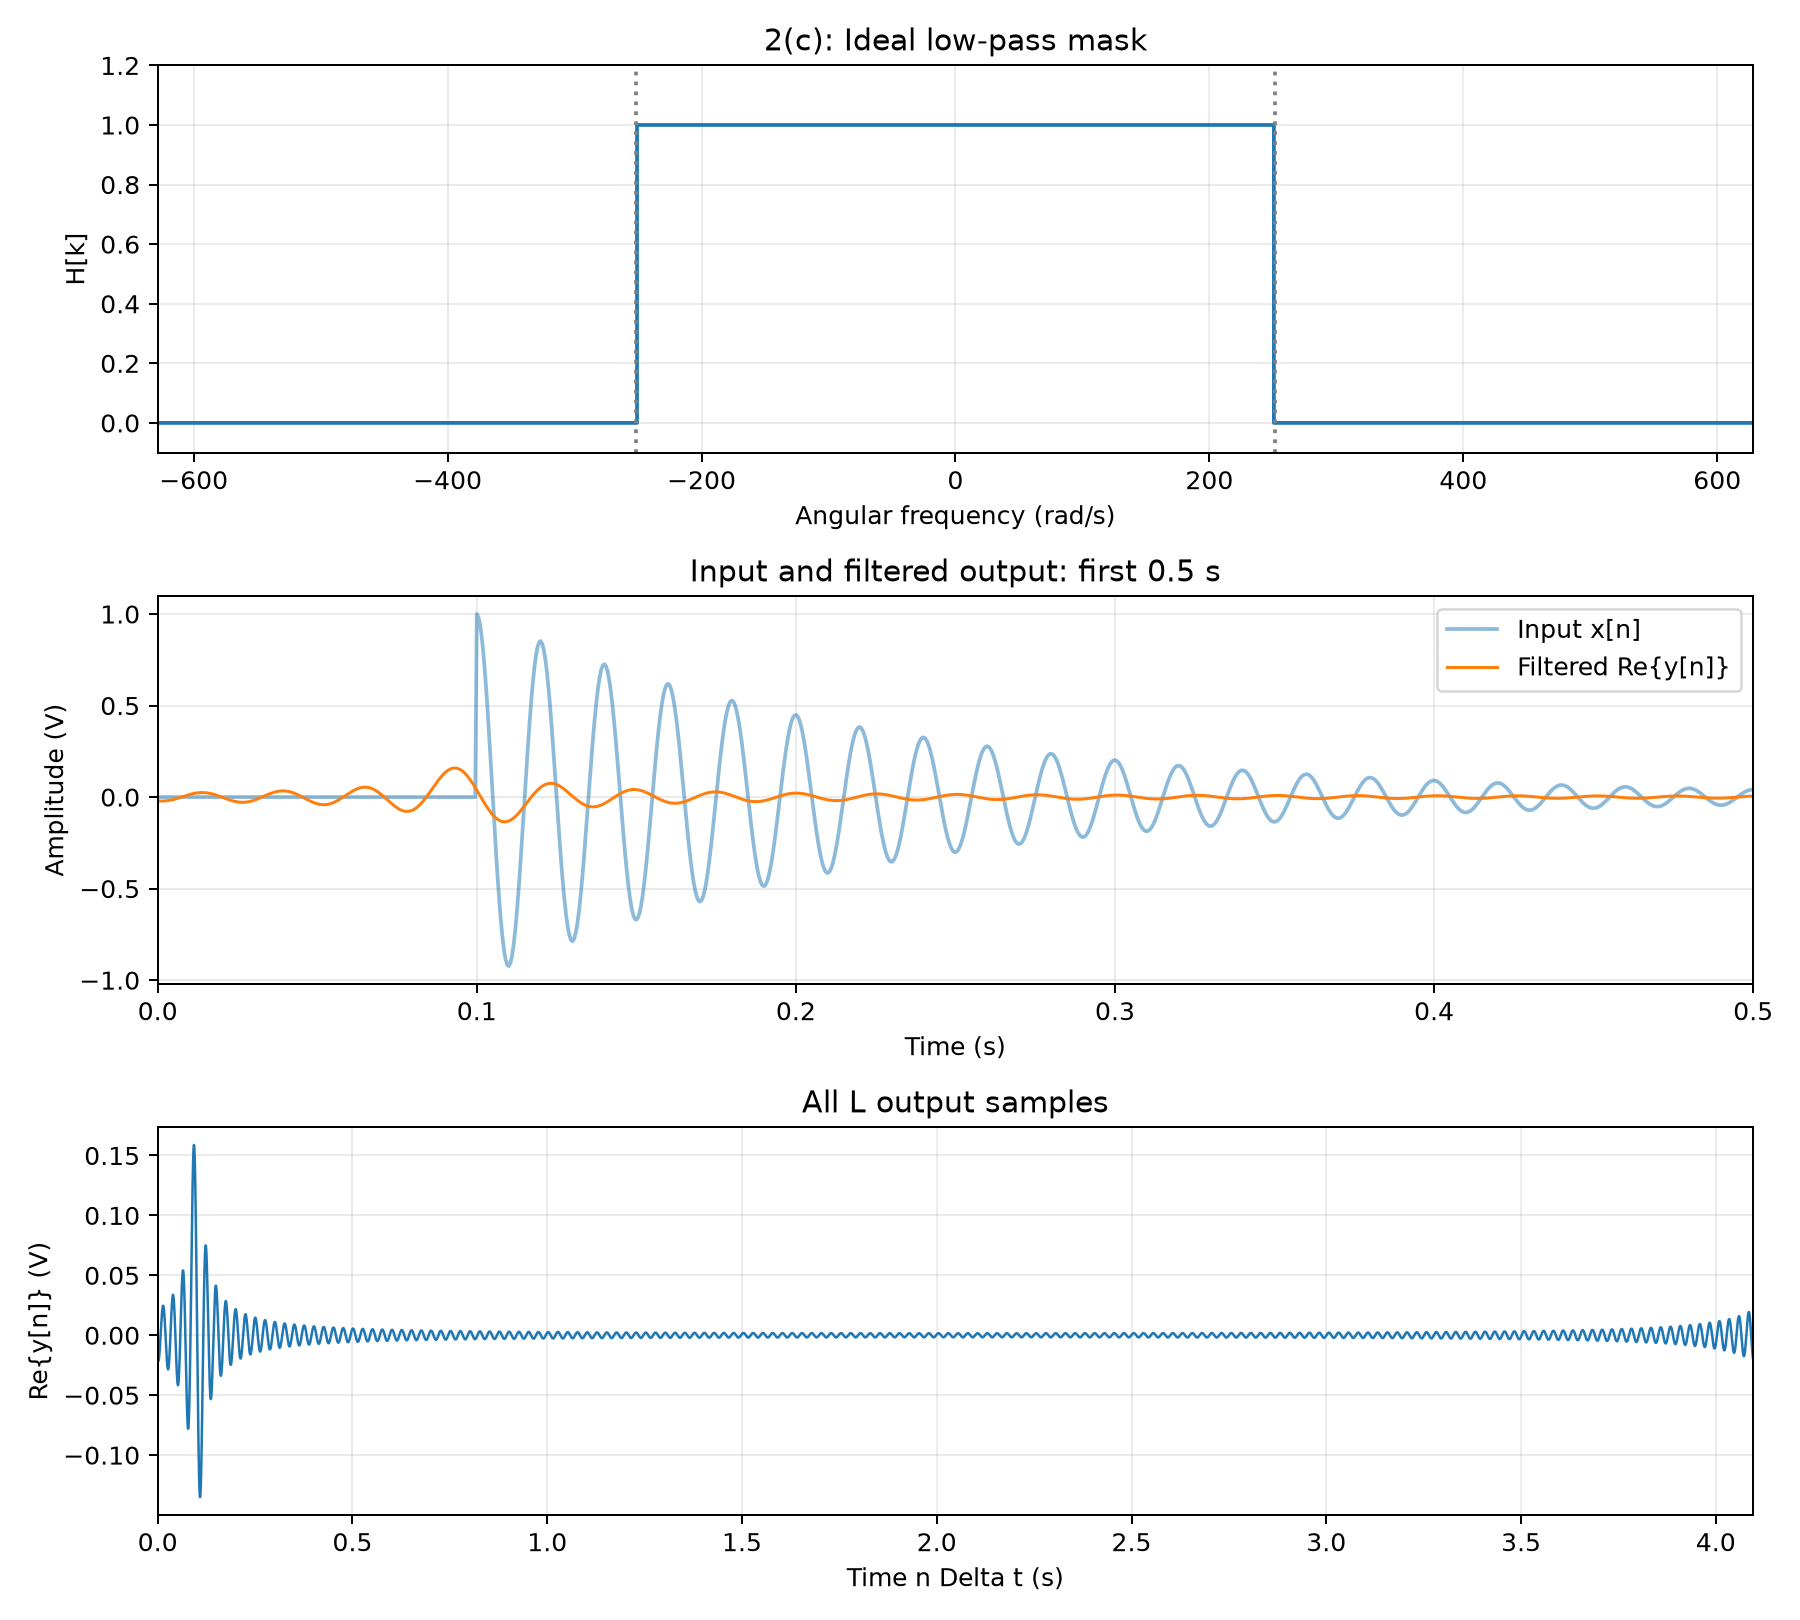 2(c): Ideal low-pass mask
1.2
1.0
0.8
0.6
0.4
0.2
0.0
H[k]
−600 −400 −200 0 200 400 600
Angular frequency (rad/s)
Input and filtered output: first 0.5 s
1.0
0.5
0.0
−0.5
−1.0
Amplitude (V)
Input x[n]
Filtered Re{y[n]}
0.0 0.1 0.2 0.3 0.4 0.5
Time (s)
All L output samples
0.15
0.10
0.05
0.00
−0.05
−0.10
Re{y[n]} (V)
0.0 0.5 1.0 1.5 2.0 2.5 3.0 3.5 4.0
Time n Delta t (s)